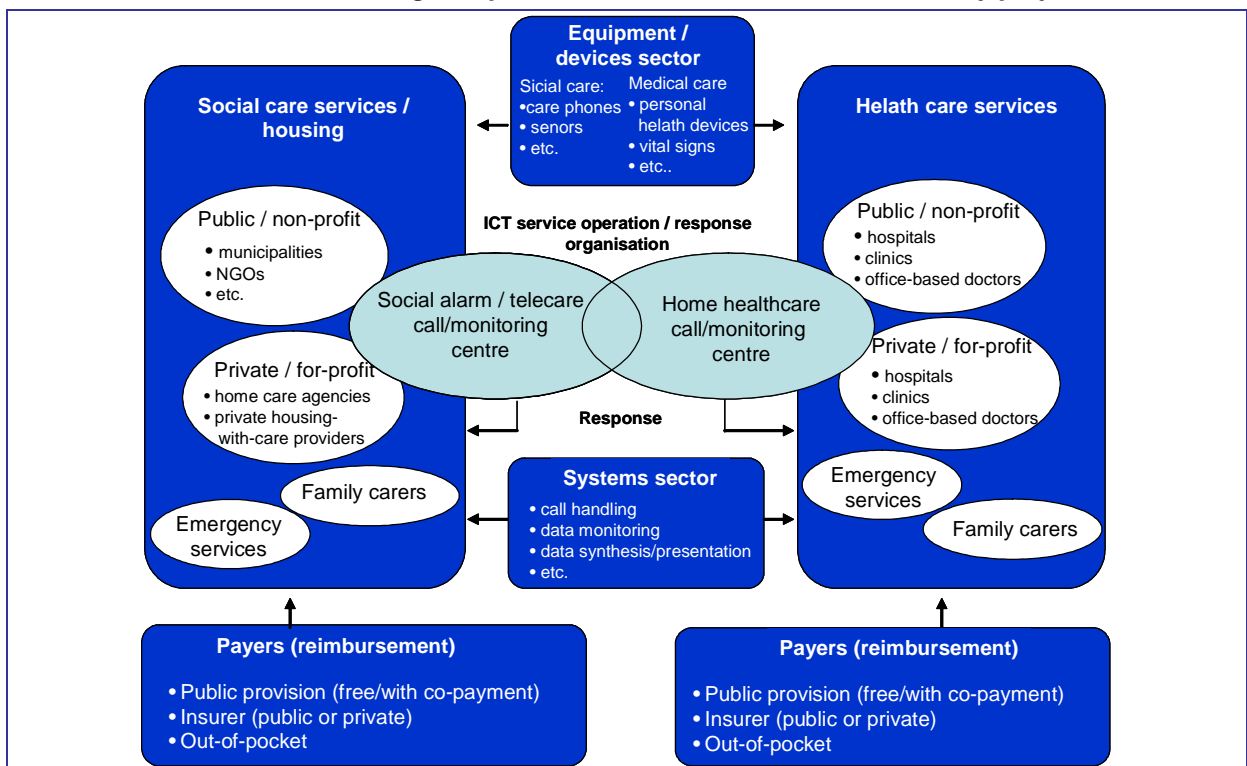 Equipment /
devices sector
Sicial care:
•care phones
• senors
• etc.
Medical care
• personal
helath devices
• vital signs
• etc..
Social care services /
housing
Public / non-profit
• municipalities
• NGOs
• etc.
Private / for-profit
• home care agencies
• private housing-
with-care providers
Family carers
Emergency
services
ICT service operation / response
organisation
Social alarm / telecare
call/monitoring
centre
Home healthcare
call/monitoring
centre
Response
Systems sector
• call handling
• data monitoring
• data synthesis/presentation
• etc.
Helath care services
Public / non-profit
• hospitals
• clinics
• office-based doctors
Private / for-profit
• hospitals
• clinics
• office-based doctors
Emergency
services
Family carers
Payers (reimbursement)
• Public provision (free/with co-payment)
• Insurer (public or private)
• Out-of-pocket
Payers (reimbursement)
• Public provision (free/with co-payment)
• Insurer (public or private)
• Out-of-pocket